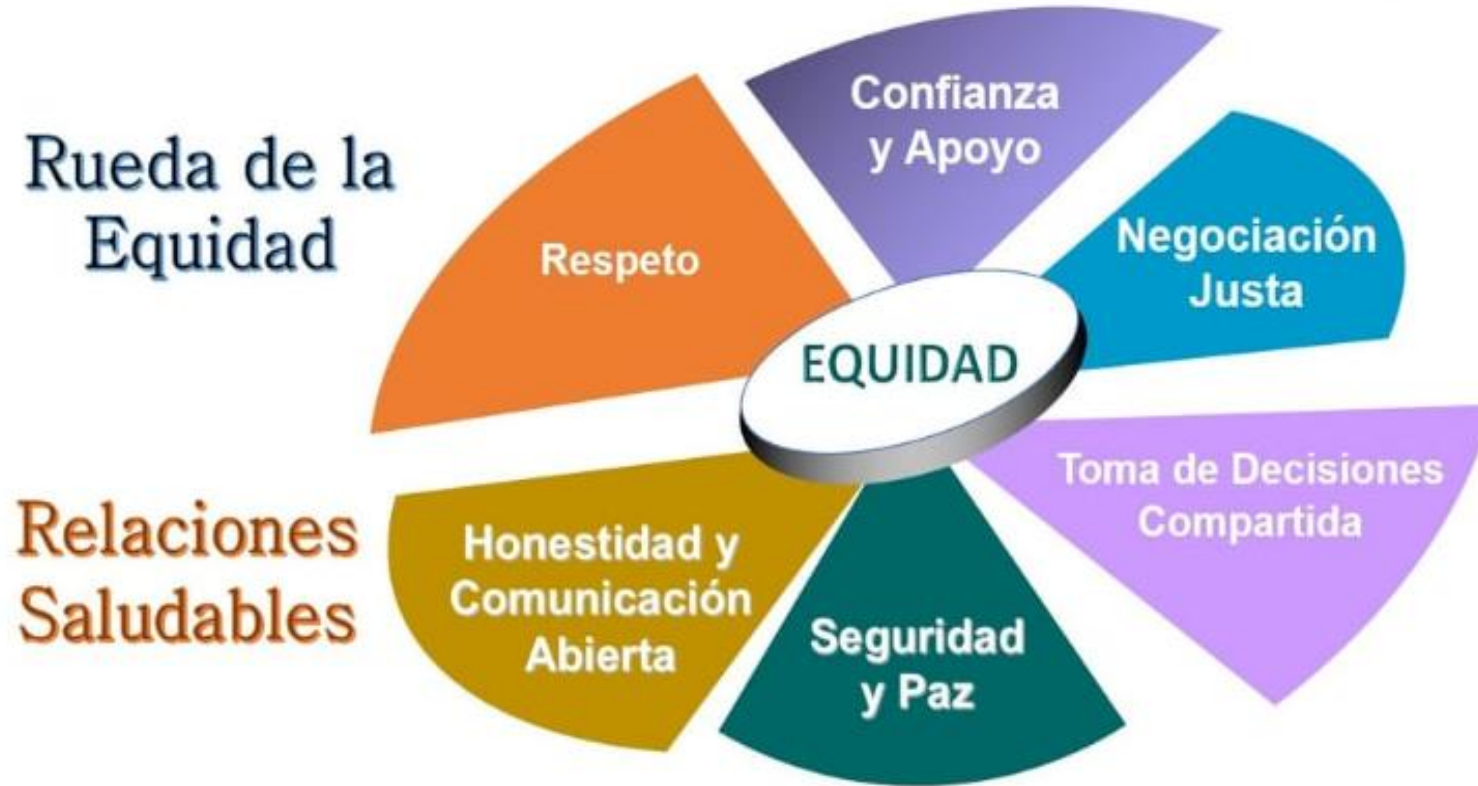 Rueda de la
Equidad
Respeto
Confianza
y Apoyo
Negociación
Justa
EQUIDAD
Toma de Decisiones
Compartida
Seguridad
y Paz
Honestidad y
Comunicación
Abierta
Relaciones
Saludables